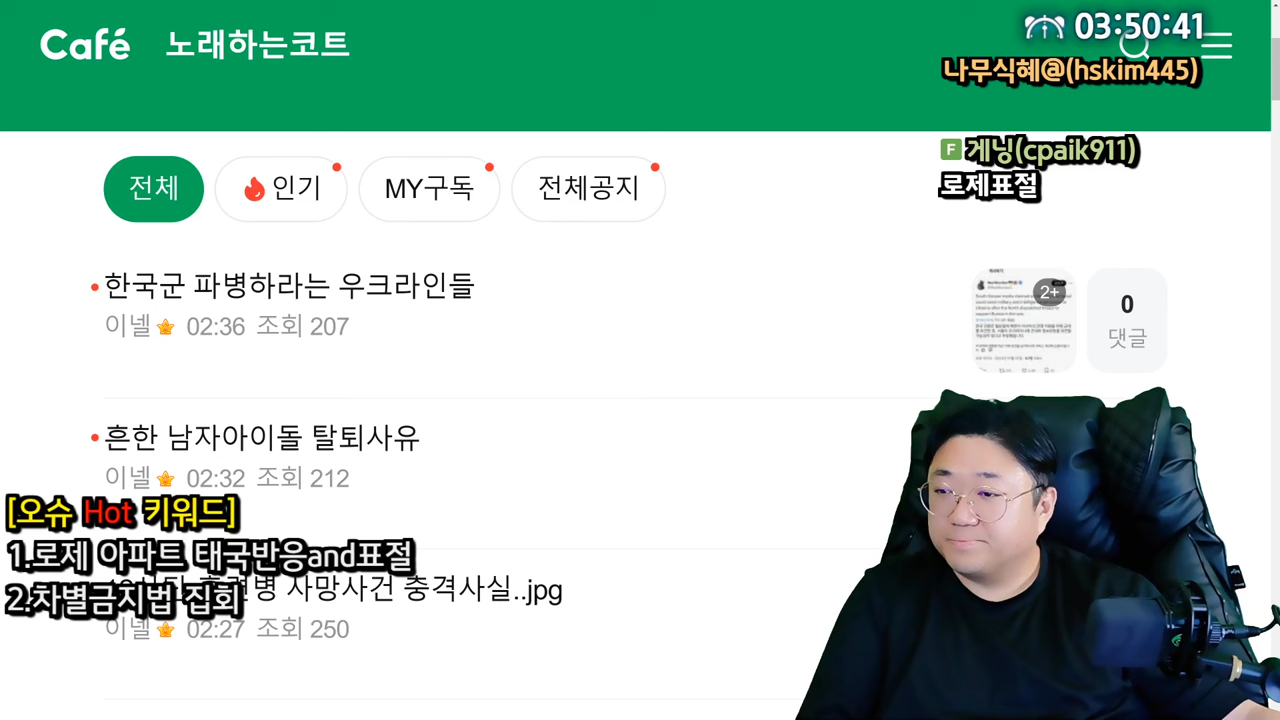 Café 노래하는코트
03:50:41
나무식혜@(hskim445)
F 게닝(cpaik911)
로제표절
전체 인기 MY구독 전체공지
한국군 파병하라는 우크라인들
이넬 02:36 조회 207
2+
0
댓글
흔한 남자아이돌 탈퇴사유
이넬 02:32 조회 212
[오슈 Hot 키워드]
1.로제 아파트 태국반응and표절
2.차별금지법 집회
사망사건 충격사실..jpg
이넬 02:27 조회 250